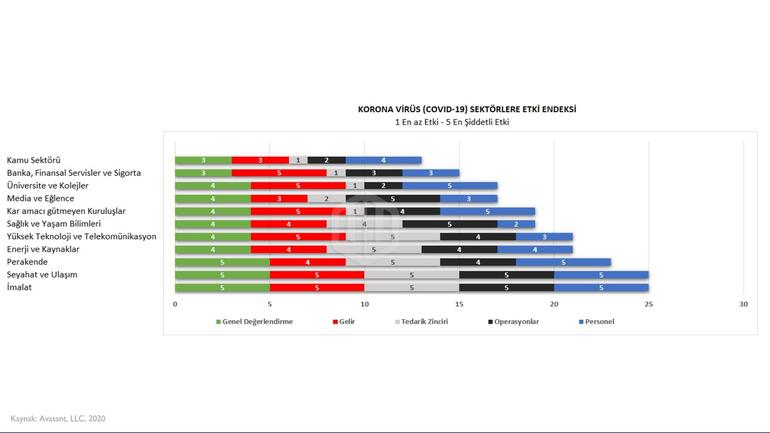 KORONA VİRÜS (COVID-19) SEKTÖRLERE ETKİ ENDEKSİ
1 En az Etki - 5 En Şiddetli Etki
Kamu Sektörü 3 3 1 2 4
Banka, Finansal Servisler ve Sigorta 3 5 1 3 3
Üniversite ve Kolejler 4 5 1 2 5
Media ve Eğlence 4 3 2 5 3
Kar amacı gütmeyen Kuruluşlar 4 5 1 4 5
Sağlık ve Yaşam Bilimleri 4 4 4 5 2
Yüksek Teknoloji ve Telekomünikasyon 4 5 5 4 3
Enerji ve Kaynaklar 4 4 5 4 4
Perakende 5 4 5 4 5
Seyahat ve Ulaşım 5 5 5 5 5
İmalat 5 5 5 5 5
0 5 10 15 20 25 30
Genel Değerlendirme Gelir Tedarik Zinciri Operasyonlar Personel
Kaynak: Avasant, LLC, 2020